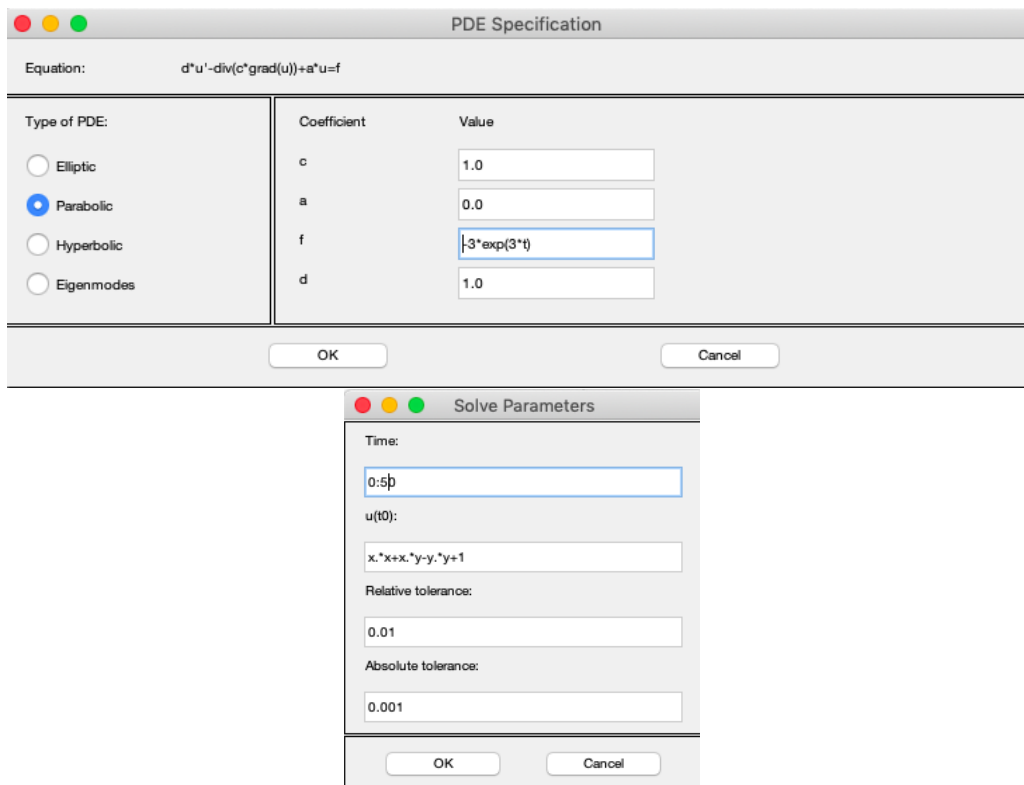 PDE Specification
Equation: d*u'-div(c*grad(u))+a*u=f
Type of PDE:
Elliptic
Parabolic
Hyperbolic
Eigenmodes
Coefficient Value
c 1.0
a 0.0
f -3*exp(3*t)
d 1.0
OK Cancel
Solve Parameters
Time:
0:50
u(t0):
x.*x+x.*y-y.*y+1
Relative tolerance:
0.01
Absolute tolerance:
0.001
OK Cancel